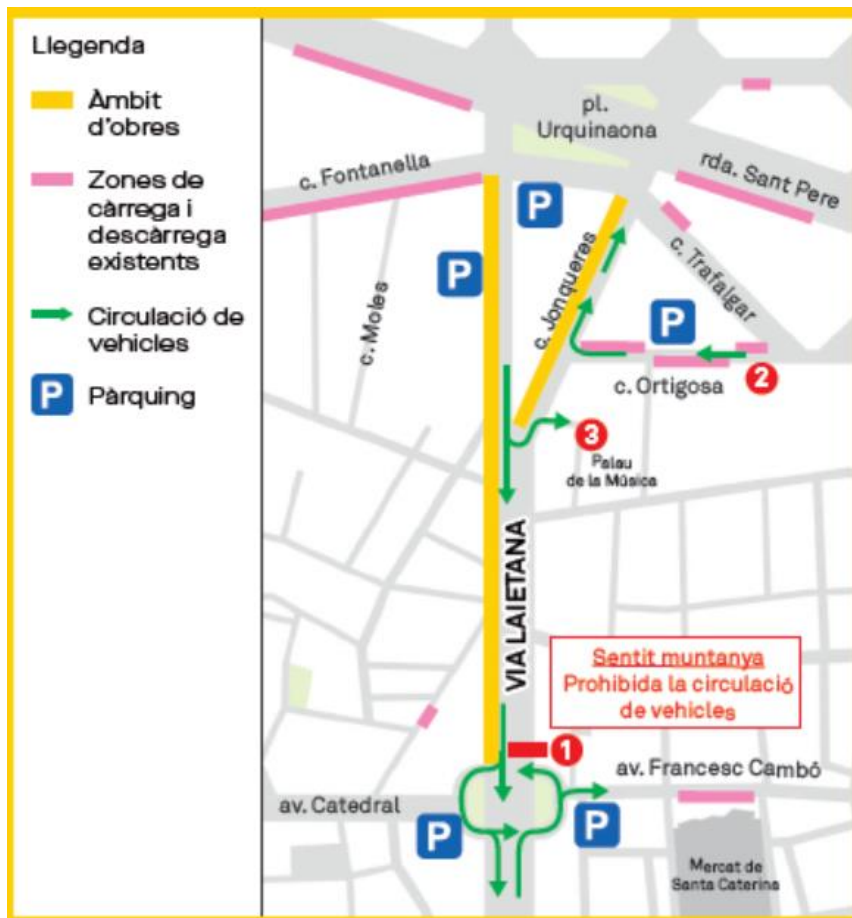 Llegenda
Àmbit
d'obres
Zones de
càrrega i
descàrrega
existents
Circulació de
vehicles
P Pàrquing
pl.
Urquinaona
c. Fontanella
rda. Sant Pere
P
P
c. Jonqueres
c. Trafalgar
c. Moles
P
2
c. Ortigosa
3
Palau
de la Música
VIA LAIETANA
Sentit muntanya
Prohibida la circulació
de vehicles
1
av. Francesc Cambó
av. Catedral
P
P
Mercat de
Santa Caterina